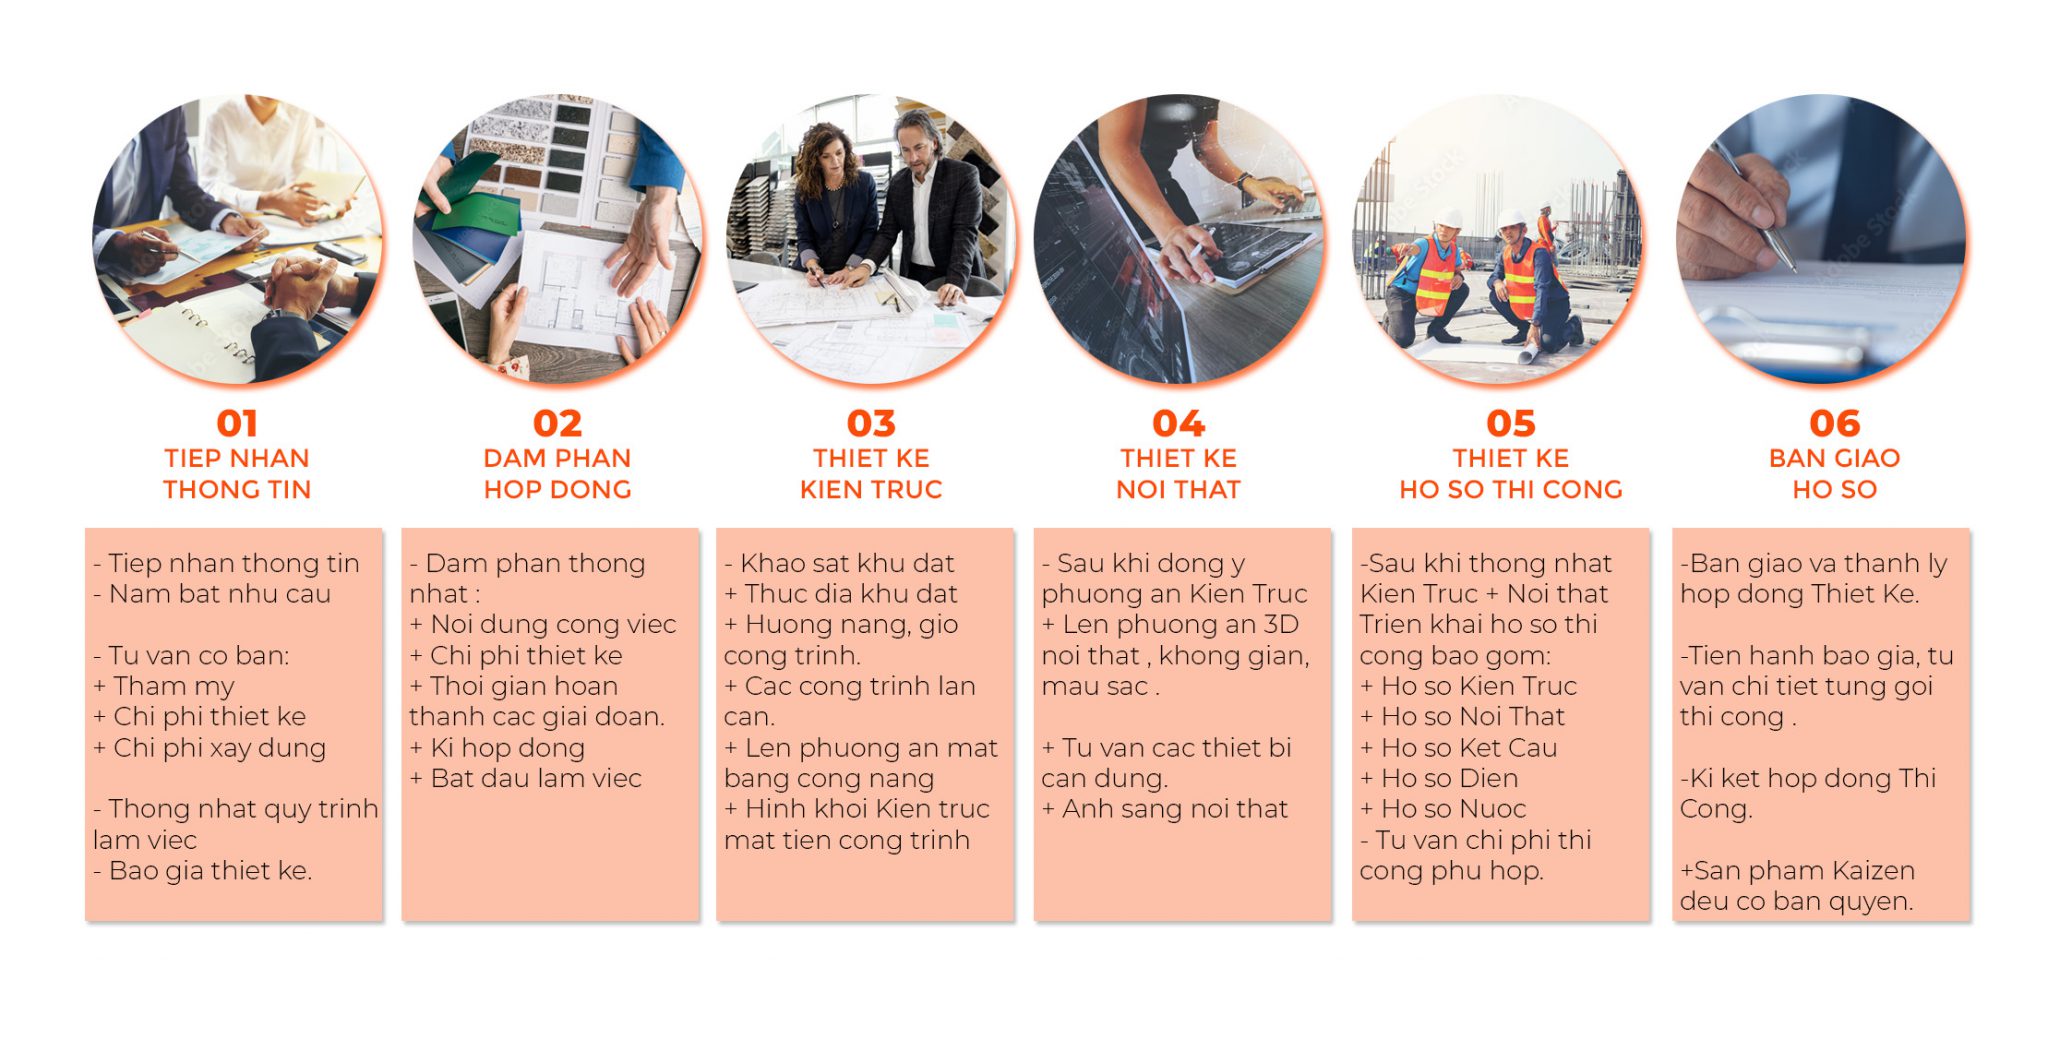 01
TIEP NHAN
THONG TIN
- Tiep nhan thong tin
- Nam bat nhu cau
- Tu van co ban:
+ Tham my
+ Chi phi thiet ke
+ Chi phi xay dung
- Thong nhat quy trinh
lam viec
- Bao gia thiet ke.
02
DAM PHAN
HOP DONG
- Dam phan thong
nhat :
+ Noi dung cong viec
+ Chi phi thiet ke
+ Thoi gian hoan
thanh cac giai doan.
+ Ki hop dong
+ Bat dau lam viec
03
THIET KE
KIEN TRUC
- Khao sat khu dat
+ Thuc dia khu dat
+ Huong nang, gio
cong trinh.
+ Cac cong trinh lan
can.
+ Len phuong an mat
bang cong nang
+ Hinh khoi Kien truc
mat tien cong trinh
04
THIET KE
NOI THAT
- Sau khi dong y
phuong an Kien Truc
+ Len phuong an 3D
noi that , khong gian,
mau sac .
+ Tu van cac thiet bi
can dung.
+ Anh sang noi that
05
THIET KE
HO SO THI CONG
-Sau khi thong nhat
Kien Truc + Noi that
Trien khai ho so thi
cong bao gom:
+ Ho so Kien Truc
+ Ho so Noi That
+ Ho so Ket Cau
+ Ho so Dien
+ Ho so Nuoc
- Tu van chi phi thi
cong phu hop.
06
BAN GIAO
HO SO
-Ban giao va thanh ly
hop dong Thiet Ke.
-Tien hanh bao gia, tu
van chi tiet tung goi
thi cong .
-Ki ket hop dong Thi
Cong.
+San pham Kaizen
deu co ban quyen.